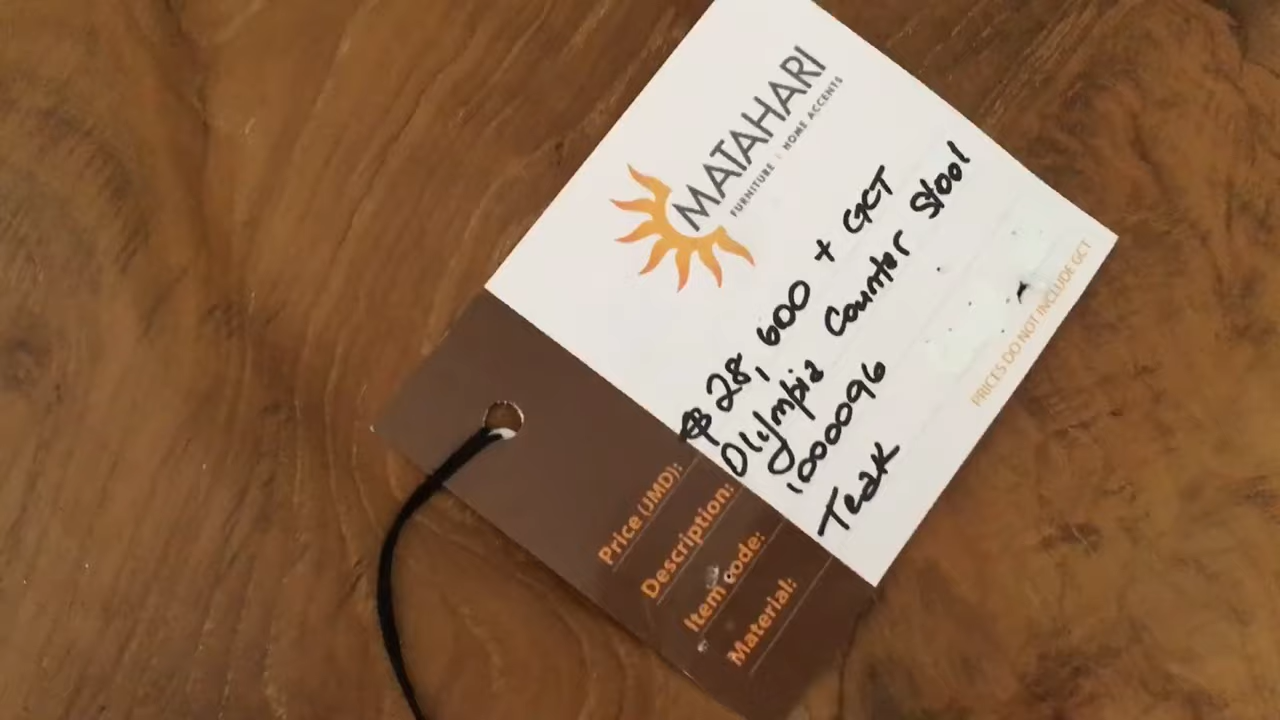 MATAHARI
FURNITURE | HOME ACCENTS
Price (JMD): $28,600 + GCT
Description: Olympia Counter Stool
Item code: 1000096
Material: Teak
PRICES DO NOT INCLUDE GCT